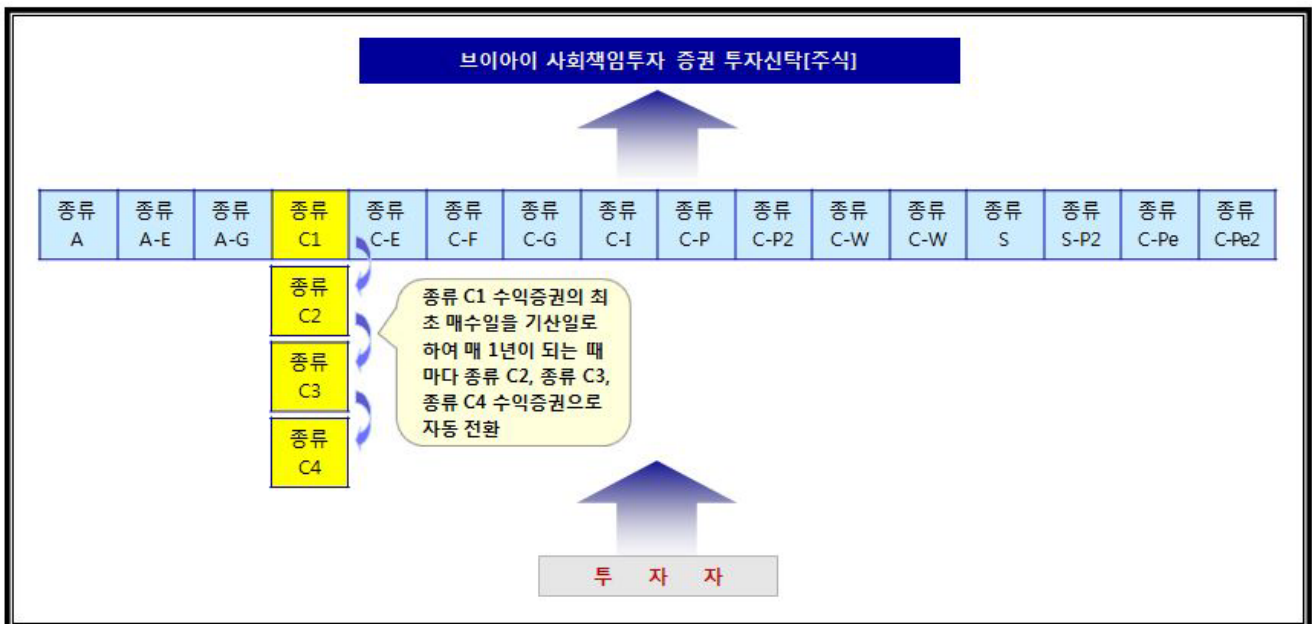 브이아이 사회책임투자 증권 투자신탁[주식]
종류 A
종류 A-E
종류 A-G
종류 C1
종류 C-E
종류 C-F
종류 C-G
종류 C-I
종류 C-P
종류 C-P2
종류 C-W
종류 C-W
종류 S
종류 S-P2
종류 C-Pe
종류 C-Pe2
종류 C2
종류 C3
종류 C4
종류 C1 수익증권의 최
초 매수일을 기산일로
하여 매 1년이 되는 때
마다 종류 C2, 종류 C3,
종류 C4 수익증권으로
자동 전환
투 자 자